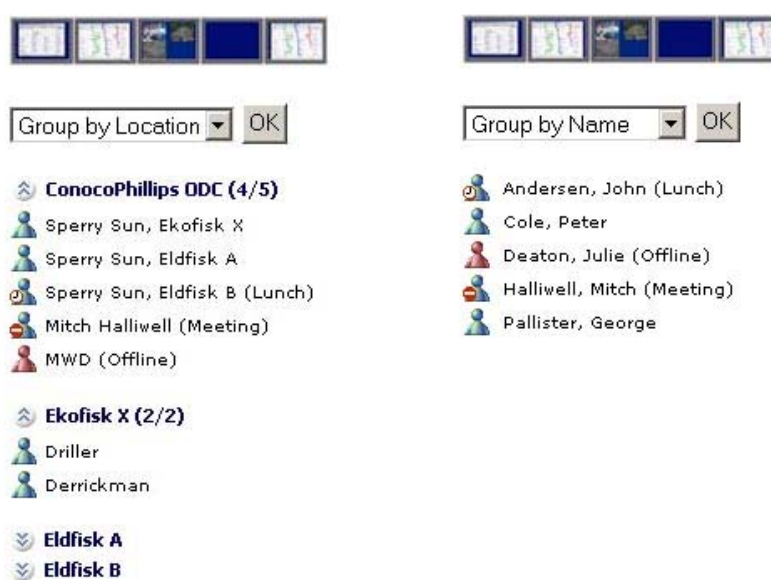 Group by Location OK
ConocoPhillips ODC (4/5)
Sperry Sun, Ekofisk X
Sperry Sun, Eldfisk A
Sperry Sun, Eldfisk B (Lunch)
Mitch Halliwell (Meeting)
MWD (Offline)
Ekofisk X (2/2)
Driller
Derrickman
Eldfisk A
Eldfisk B
Group by Name OK
Andersen, John (Lunch)
Cole, Peter
Deaton, Julie (Offline)
Halliwell, Mitch (Meeting)
Pallister, George